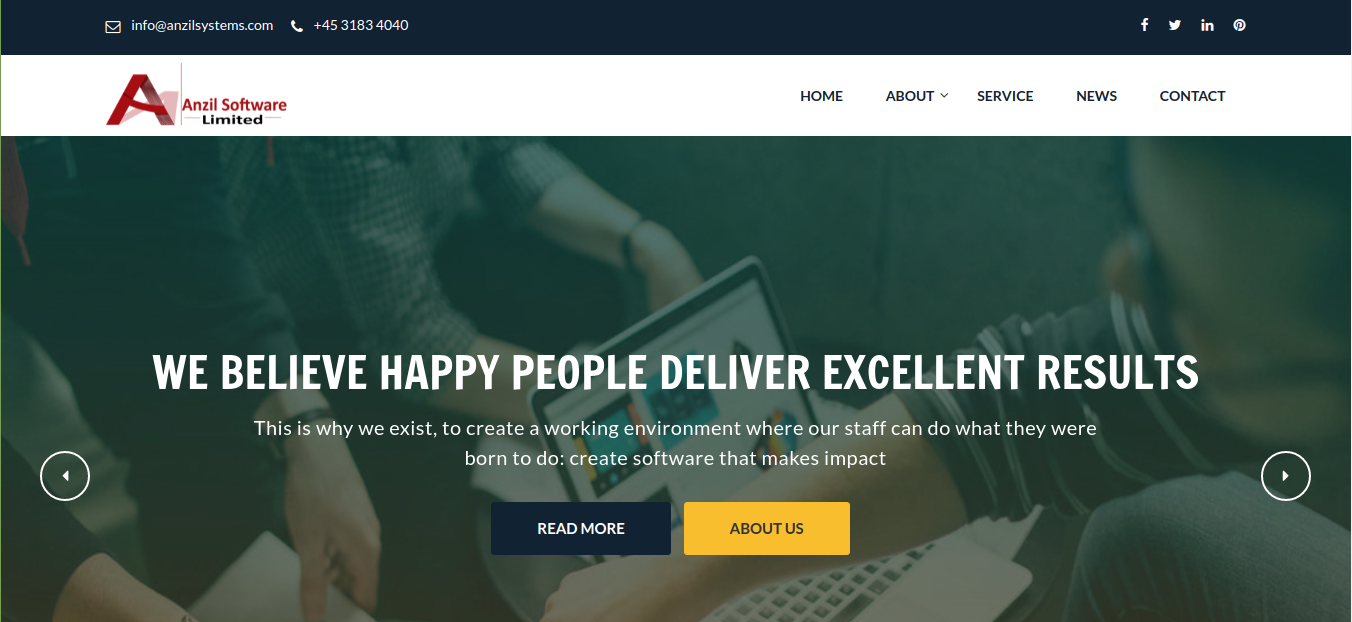 info@anzilsystems.com +45 3183 4040
Anzil Software
Limited
HOME ABOUT SERVICE NEWS CONTACT
WE BELIEVE HAPPY PEOPLE DELIVER EXCELLENT RESULTS
This is why we exist, to create a working environment where our staff can do what they were
born to do: create software that makes impact
READ MORE ABOUT US